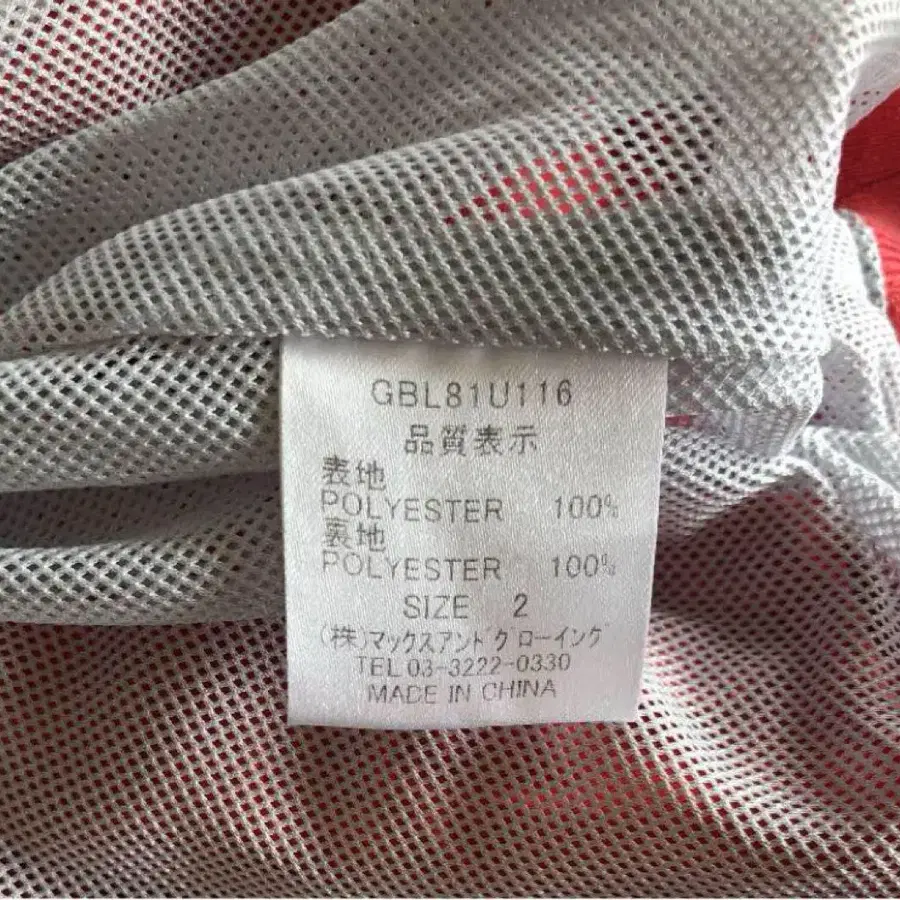 GBL81U116
品質表示
表地
POLYESTER 100%
裏地
POLYESTER 100%
SIZE 2
(株)マックスアンドグローイング
TEL 03-3222-0330
MADE IN CHINA